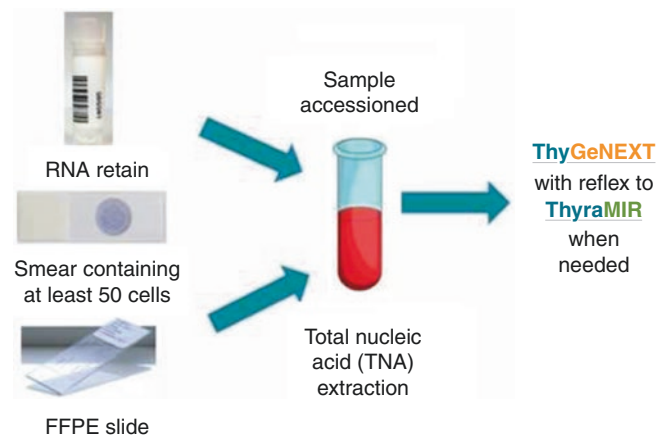 RNA retain
Smear containing
at least 50 cells
FFPE slide
Sample
accessioned
Total nucleic
acid (TNA)
extraction
ThyGeNEXT
with reflex to
ThyraMIR
when
needed